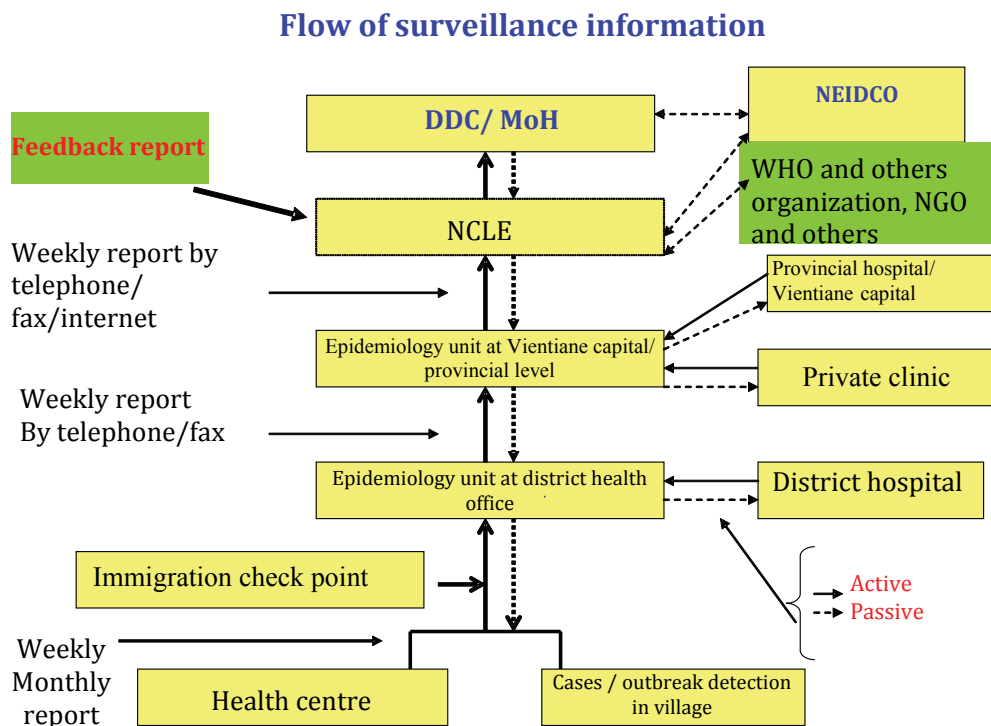 Flow of surveillance information
NEIDCO
DDC/ MoH
Feedback report
WHO and others
organization, NGO
and others
NCLE
Weekly report by
telephone/
fax/internet
Provincial hospital/
Vientiane capital
Epidemiology unit at Vientiane capital/
provincial level
Private clinic
Weekly report
By telephone/fax
Epidemiology unit at district health
office
District hospital
Immigration check point
Active
Passive
Weekly
Monthly
report
Health centre
Cases / outbreak detection
in village